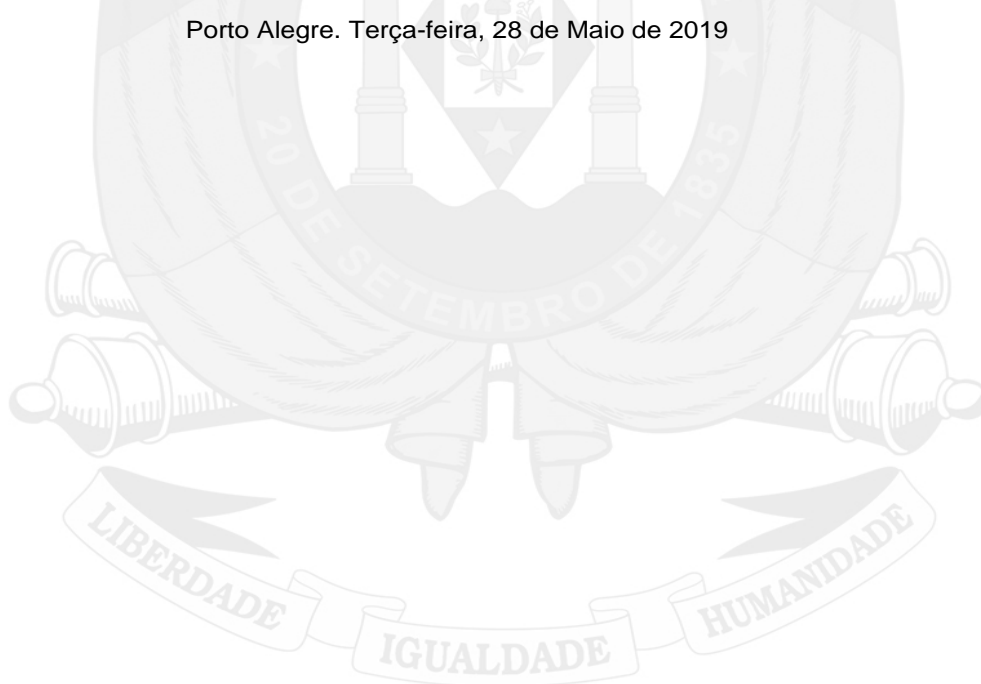 Porto Alegre. Terça-feira, 28 de Maio de 2019
20 DE SETEMBRO DE 1835
LIBERDADE
IGUALDADE
HUMANIDADE